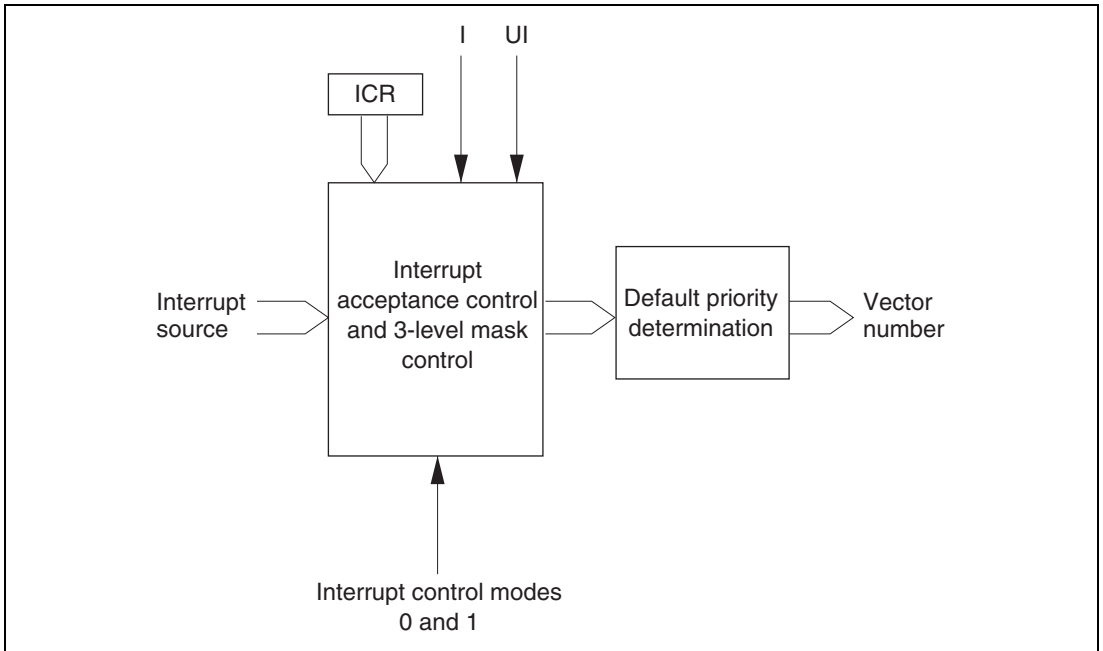 I UI
ICR
Interrupt
acceptance control
and 3-level mask
control
Interrupt
source
Default priority
determination
Vector
number
Interrupt control modes
0 and 1